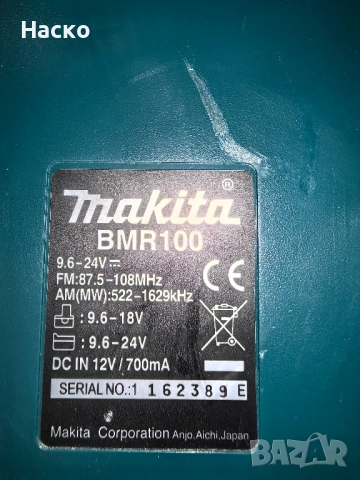 Хаско
makita®
BMR100
9.6-24V⎓
FM:87.5-108MHz
AM(MW):522-1629kHz
:9.6-18V
:9.6-24V
DC IN 12V/700mA
CE
SERIAL NO.:1 162389 E
Makita Corporation Anjo,Aichi,Japan
BAZAR